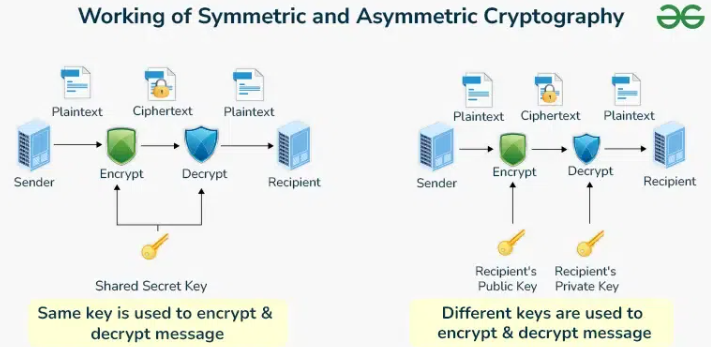 Working of Symmetric and Asymmetric Cryptography
Plaintext
Ciphertext
Plaintext
Sender
Encrypt
Decrypt
Recipient
Shared Secret Key
Same key is used to encrypt &
decrypt message
Plaintext
Ciphertext
Plaintext
Sender
Encrypt
Decrypt
Recipient
Recipient's
Public Key
Recipient's
Private Key
Different keys are used to
encrypt & decrypt message